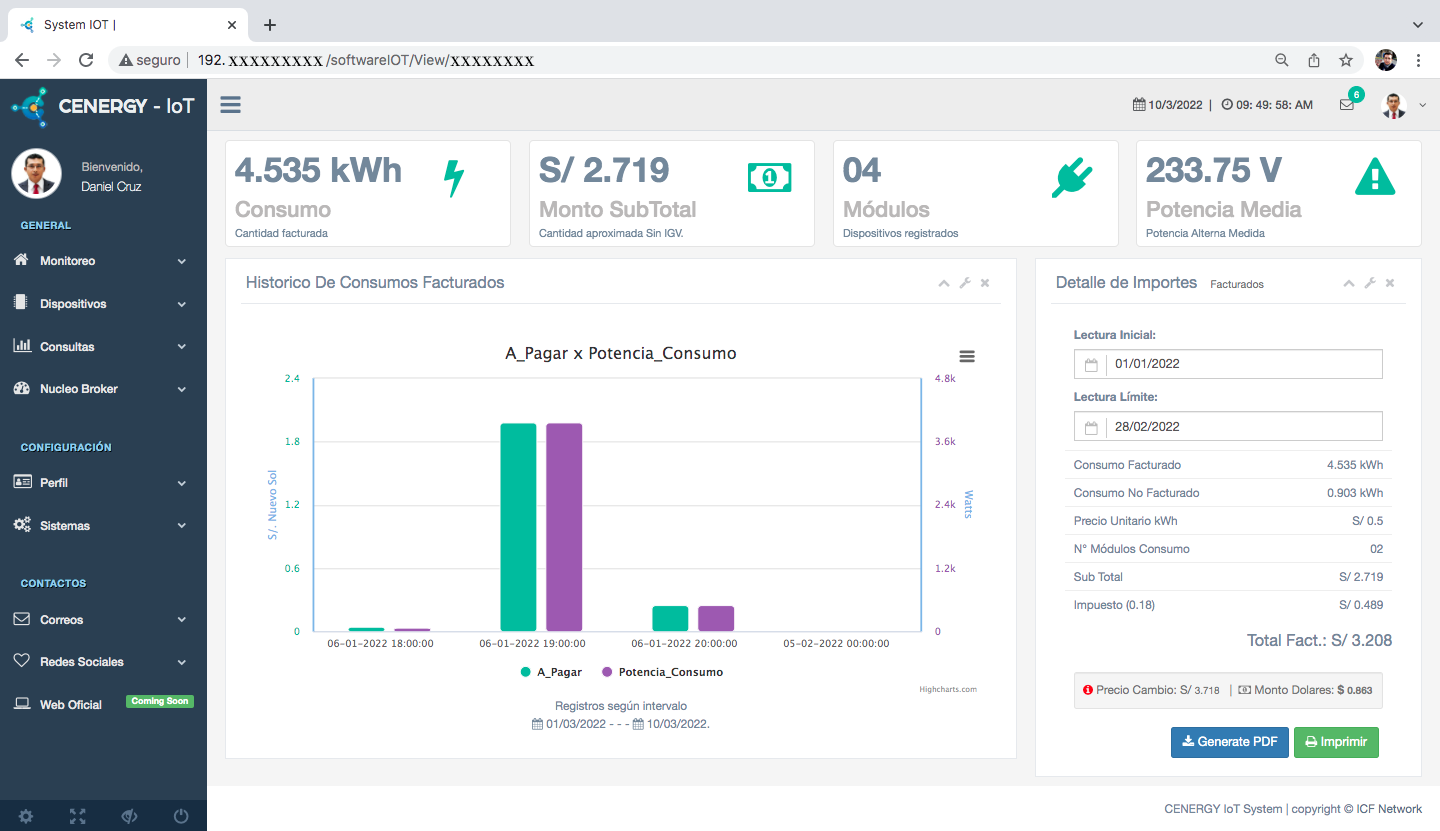 System IOT |
seguro
192. xxxxxxxxx /softwareIOT/View/xxxxxxxx
CENERGY - IoT
10/3/2022 | 09: 49: 58: AM
6
Bienvenido,
Daniel Cruz
GENERAL
Monitoreo
Dispositivos
Consultas
Nucleo Broker
CONFIGURACIÓN
Perfil
Sistemas
CONTACTOS
Correos
Redes Sociales
Web Oficial
Coming Soon
4.535 kWh
Consumo
Cantidad facturada
S/ 2.719
Monto SubTotal
Cantidad aproximada Sin IGV.
1
04
Módulos
Dispositivos registrados
233.75 V
Potencia Media
Potencia Alterna Medida
Historico De Consumos Facturados
A_Pagar x Potencia_Consumo
2.4
1.8
1.2
0.6
0
S/. Nuevo Sol
4.8k
3.6k
2.4k
1.2k
0
Watts
06-01-2022 18:00:00
06-01-2022 19:00:00
06-01-2022 20:00:00
05-02-2022 00:00:00
A_Pagar
Potencia_Consumo
Highcharts.com
Registros según intervalo
01/03/2022 - - - 10/03/2022.
Detalle de Importes Facturados
Lectura Inicial:
01/01/2022
Lectura Límite:
28/02/2022
Consumo Facturado 4.535 kWh
Consumo No Facturado 0.903 kWh
Precio Unitario kWh S/ 0.5
N° Módulos Consumo 02
Sub Total S/ 2.719
Impuesto (0.18) S/ 0.489
Total Fact.: S/ 3.208
Precio Cambio: S/ 3.718 | Monto Dolares: $ 0.863
Generate PDF
Imprimir
CENERGY IoT System | copyright © ICF Network